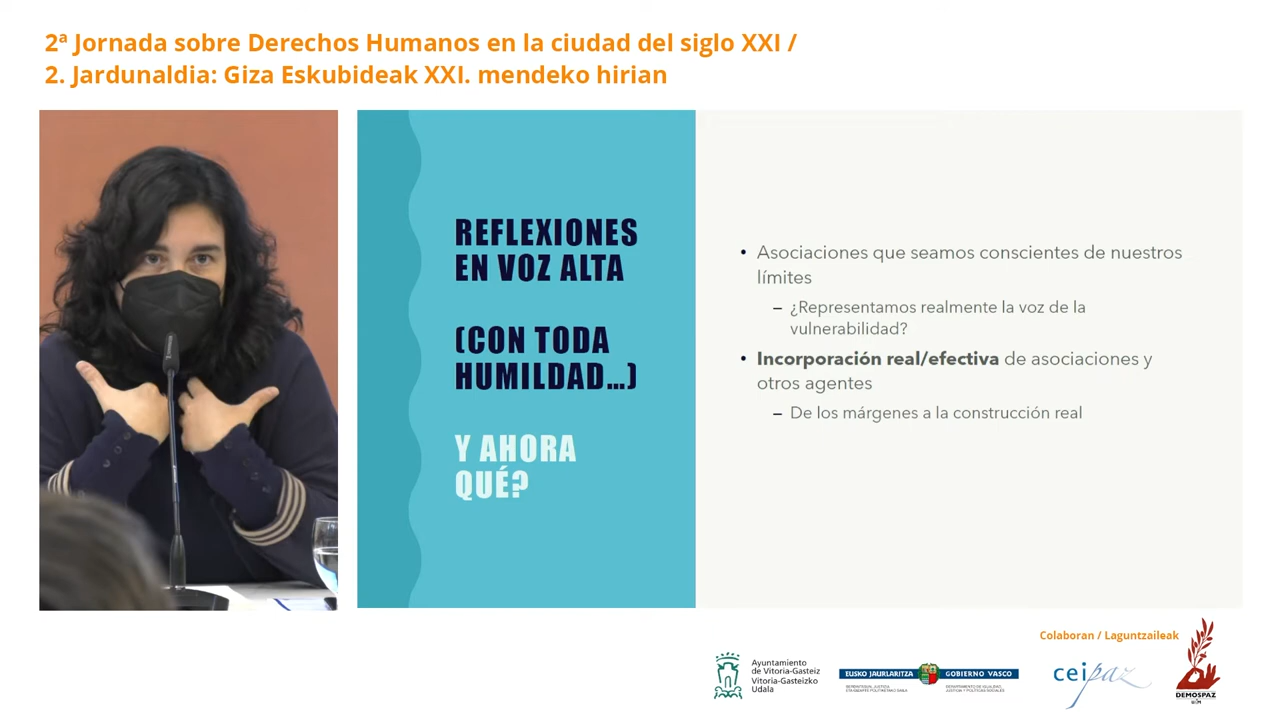 2ª Jornada sobre Derechos Humanos en la ciudad del siglo XXI /
2. Jardunaldia: Giza Eskubideak XXI. mendeko hirian
REFLEXIONES
EN VOZ ALTA
(CON TODA
HUMILDAD...)
Y AHORA
QUÉ?
• Asociaciones que seamos conscientes de nuestros
límites
– ¿Representamos realmente la voz de la
vulnerabilidad?
• Incorporación real/efectiva de asociaciones y
otros agentes
– De los márgenes a la construcción real
Colaboran / Laguntzaileak
Ayuntamiento
de Vitoria-Gasteiz
Vitoria-Gasteizko
Udala
EUSKO JAURLARITZA
GOBIERNO VASCO
ceipaz
DEMOSPAZ